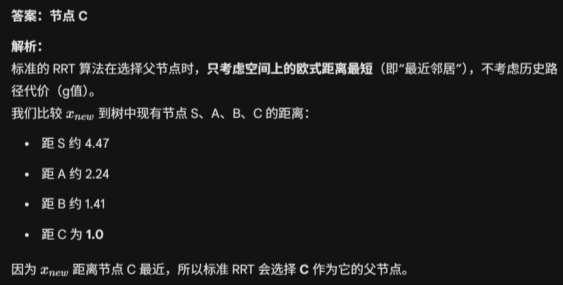 答案：节点 C
解析：
标准的 RRT 算法在选择父节点时，只考虑空间上的欧式距离最短（即“最近邻居”），不考虑历史路
径代价（g值）。
我们比较 xnew 到树中现有节点 S、A、B、C 的距离：
• 距 S 约 4.47
• 距 A 约 2.24
• 距 B 约 1.41
• 距 C 为 1.0
因为 xnew 距离节点 C 最近，所以标准 RRT 会选择 C 作为它的父节点。